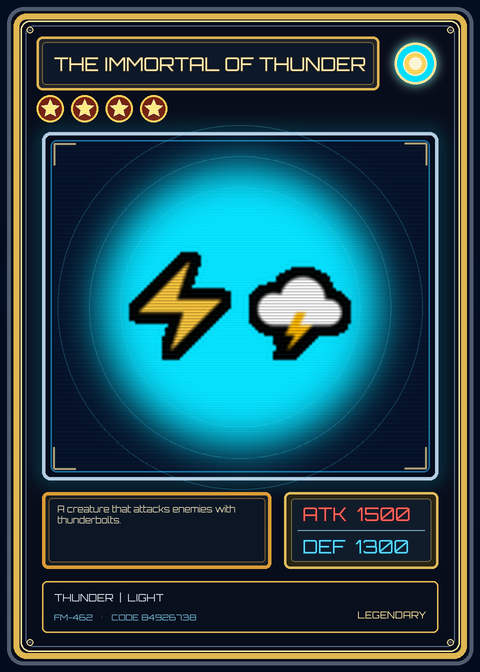 THE IMMORTAL OF THUNDER
A creature that attacks enemies with
thunderbolts.
ATK 1500
DEF 1300
THUNDER | LIGHT
FM-462 · CODE 84926738
LEGENDARY